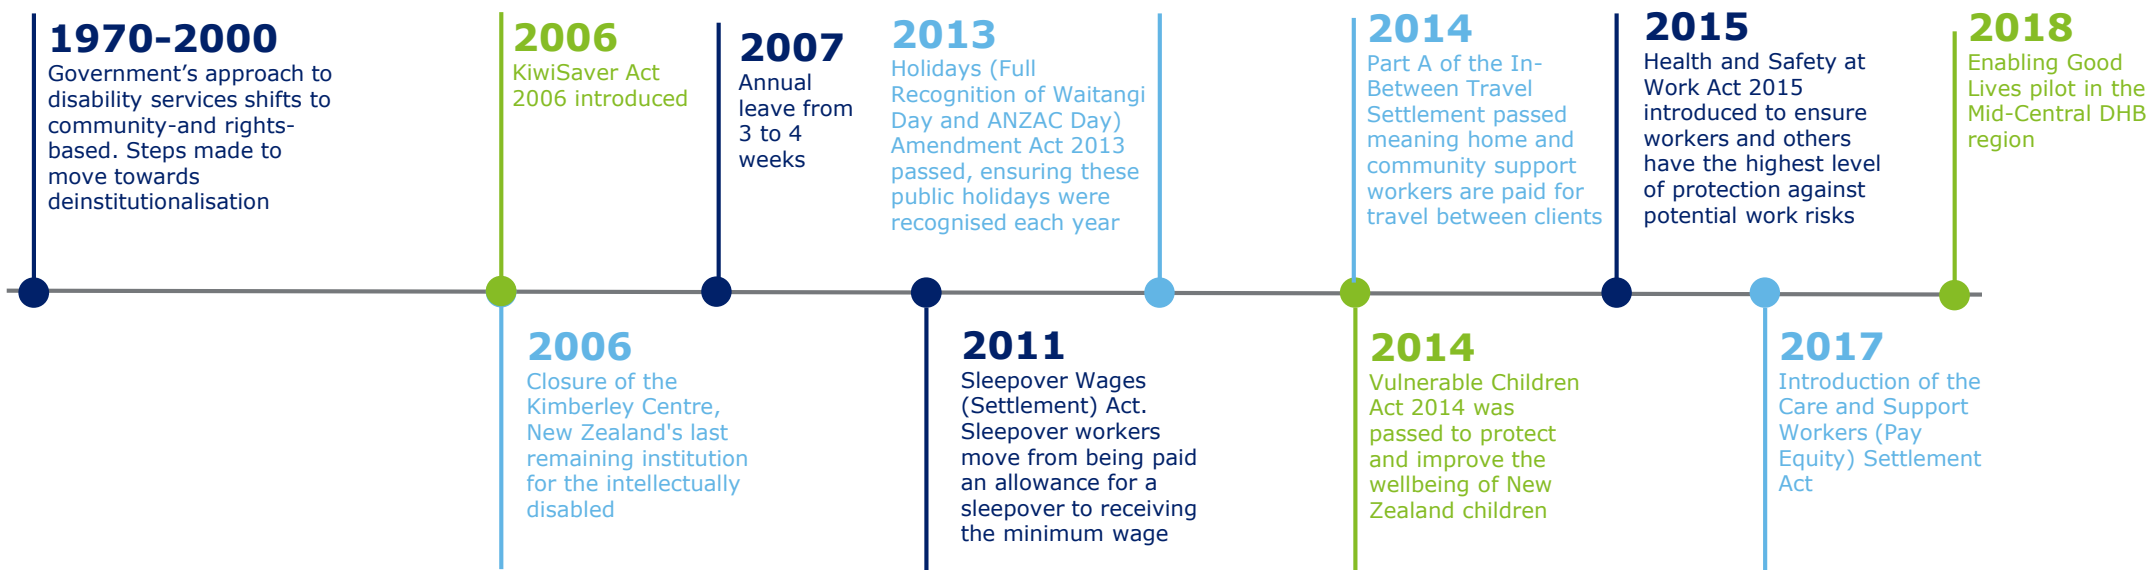 1970-2000
Government’s approach to
disability services shifts to
community-and rights-
based. Steps made to
move towards
deinstitutionalisation
2006
KiwiSaver Act
2006 introduced
2007
Annual
leave from
3 to 4
weeks
2013
Holidays (Full
Recognition of Waitangi
Day and ANZAC Day)
Amendment Act 2013
passed, ensuring these
public holidays were
recognised each year
2014
Part A of the In-
Between Travel
Settlement passed
meaning home and
community support
workers are paid for
travel between clients
2015
Health and Safety at
Work Act 2015
introduced to ensure
workers and others
have the highest level
of protection against
potential work risks
2018
Enabling Good
Lives pilot in the
Mid-Central DHB
region
2006
Closure of the
Kimberley Centre,
New Zealand's last
remaining institution
for the intellectually
disabled
2011
Sleepover Wages
(Settlement) Act.
Sleepover workers
move from being paid
an allowance for a
sleepover to receiving
the minimum wage
2014
Vulnerable Children
Act 2014 was
passed to protect
and improve the
wellbeing of New
Zealand children
2017
Introduction of the
Care and Support
Workers (Pay
Equity) Settlement
Act